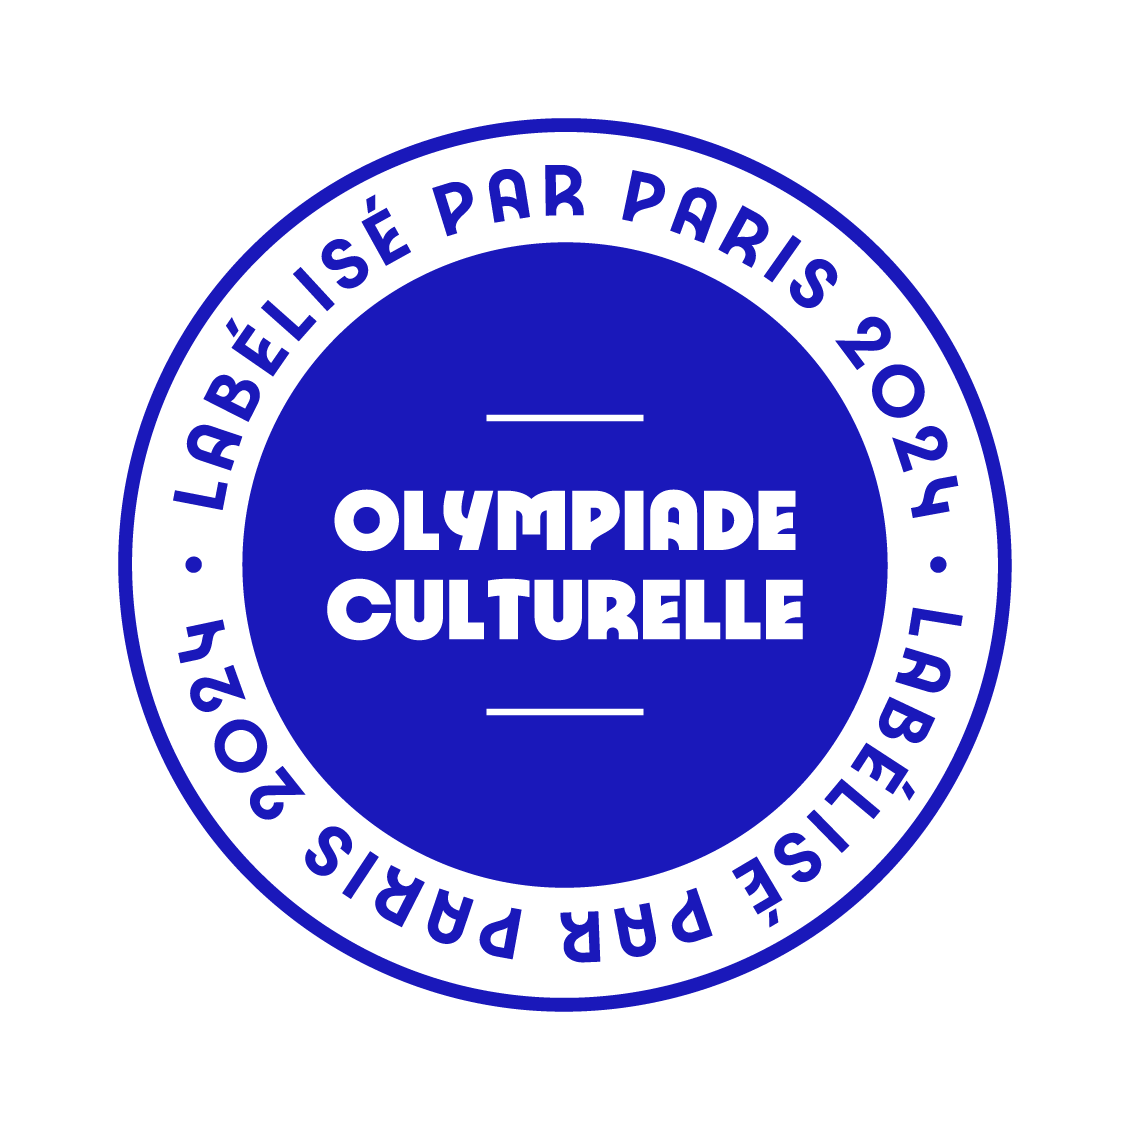 LABÉLISÉ PAR PARIS 2024 • LABÉLISÉ PAR PARIS 2024 •
OLYMPIADE
CULTURELLE